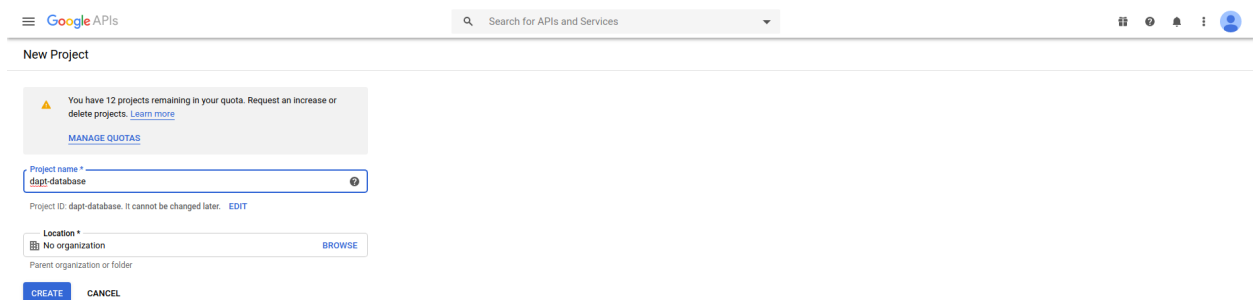 Google APIs
Search for APIs and Services
New Project
You have 12 projects remaining in your quota. Request an increase or
delete projects. Learn more
MANAGE QUOTAS
Project name *
dapt-database
Project ID: dapt-database. It cannot be changed later. EDIT
Location *
No organization BROWSE
Parent organization or folder
CREATE CANCEL